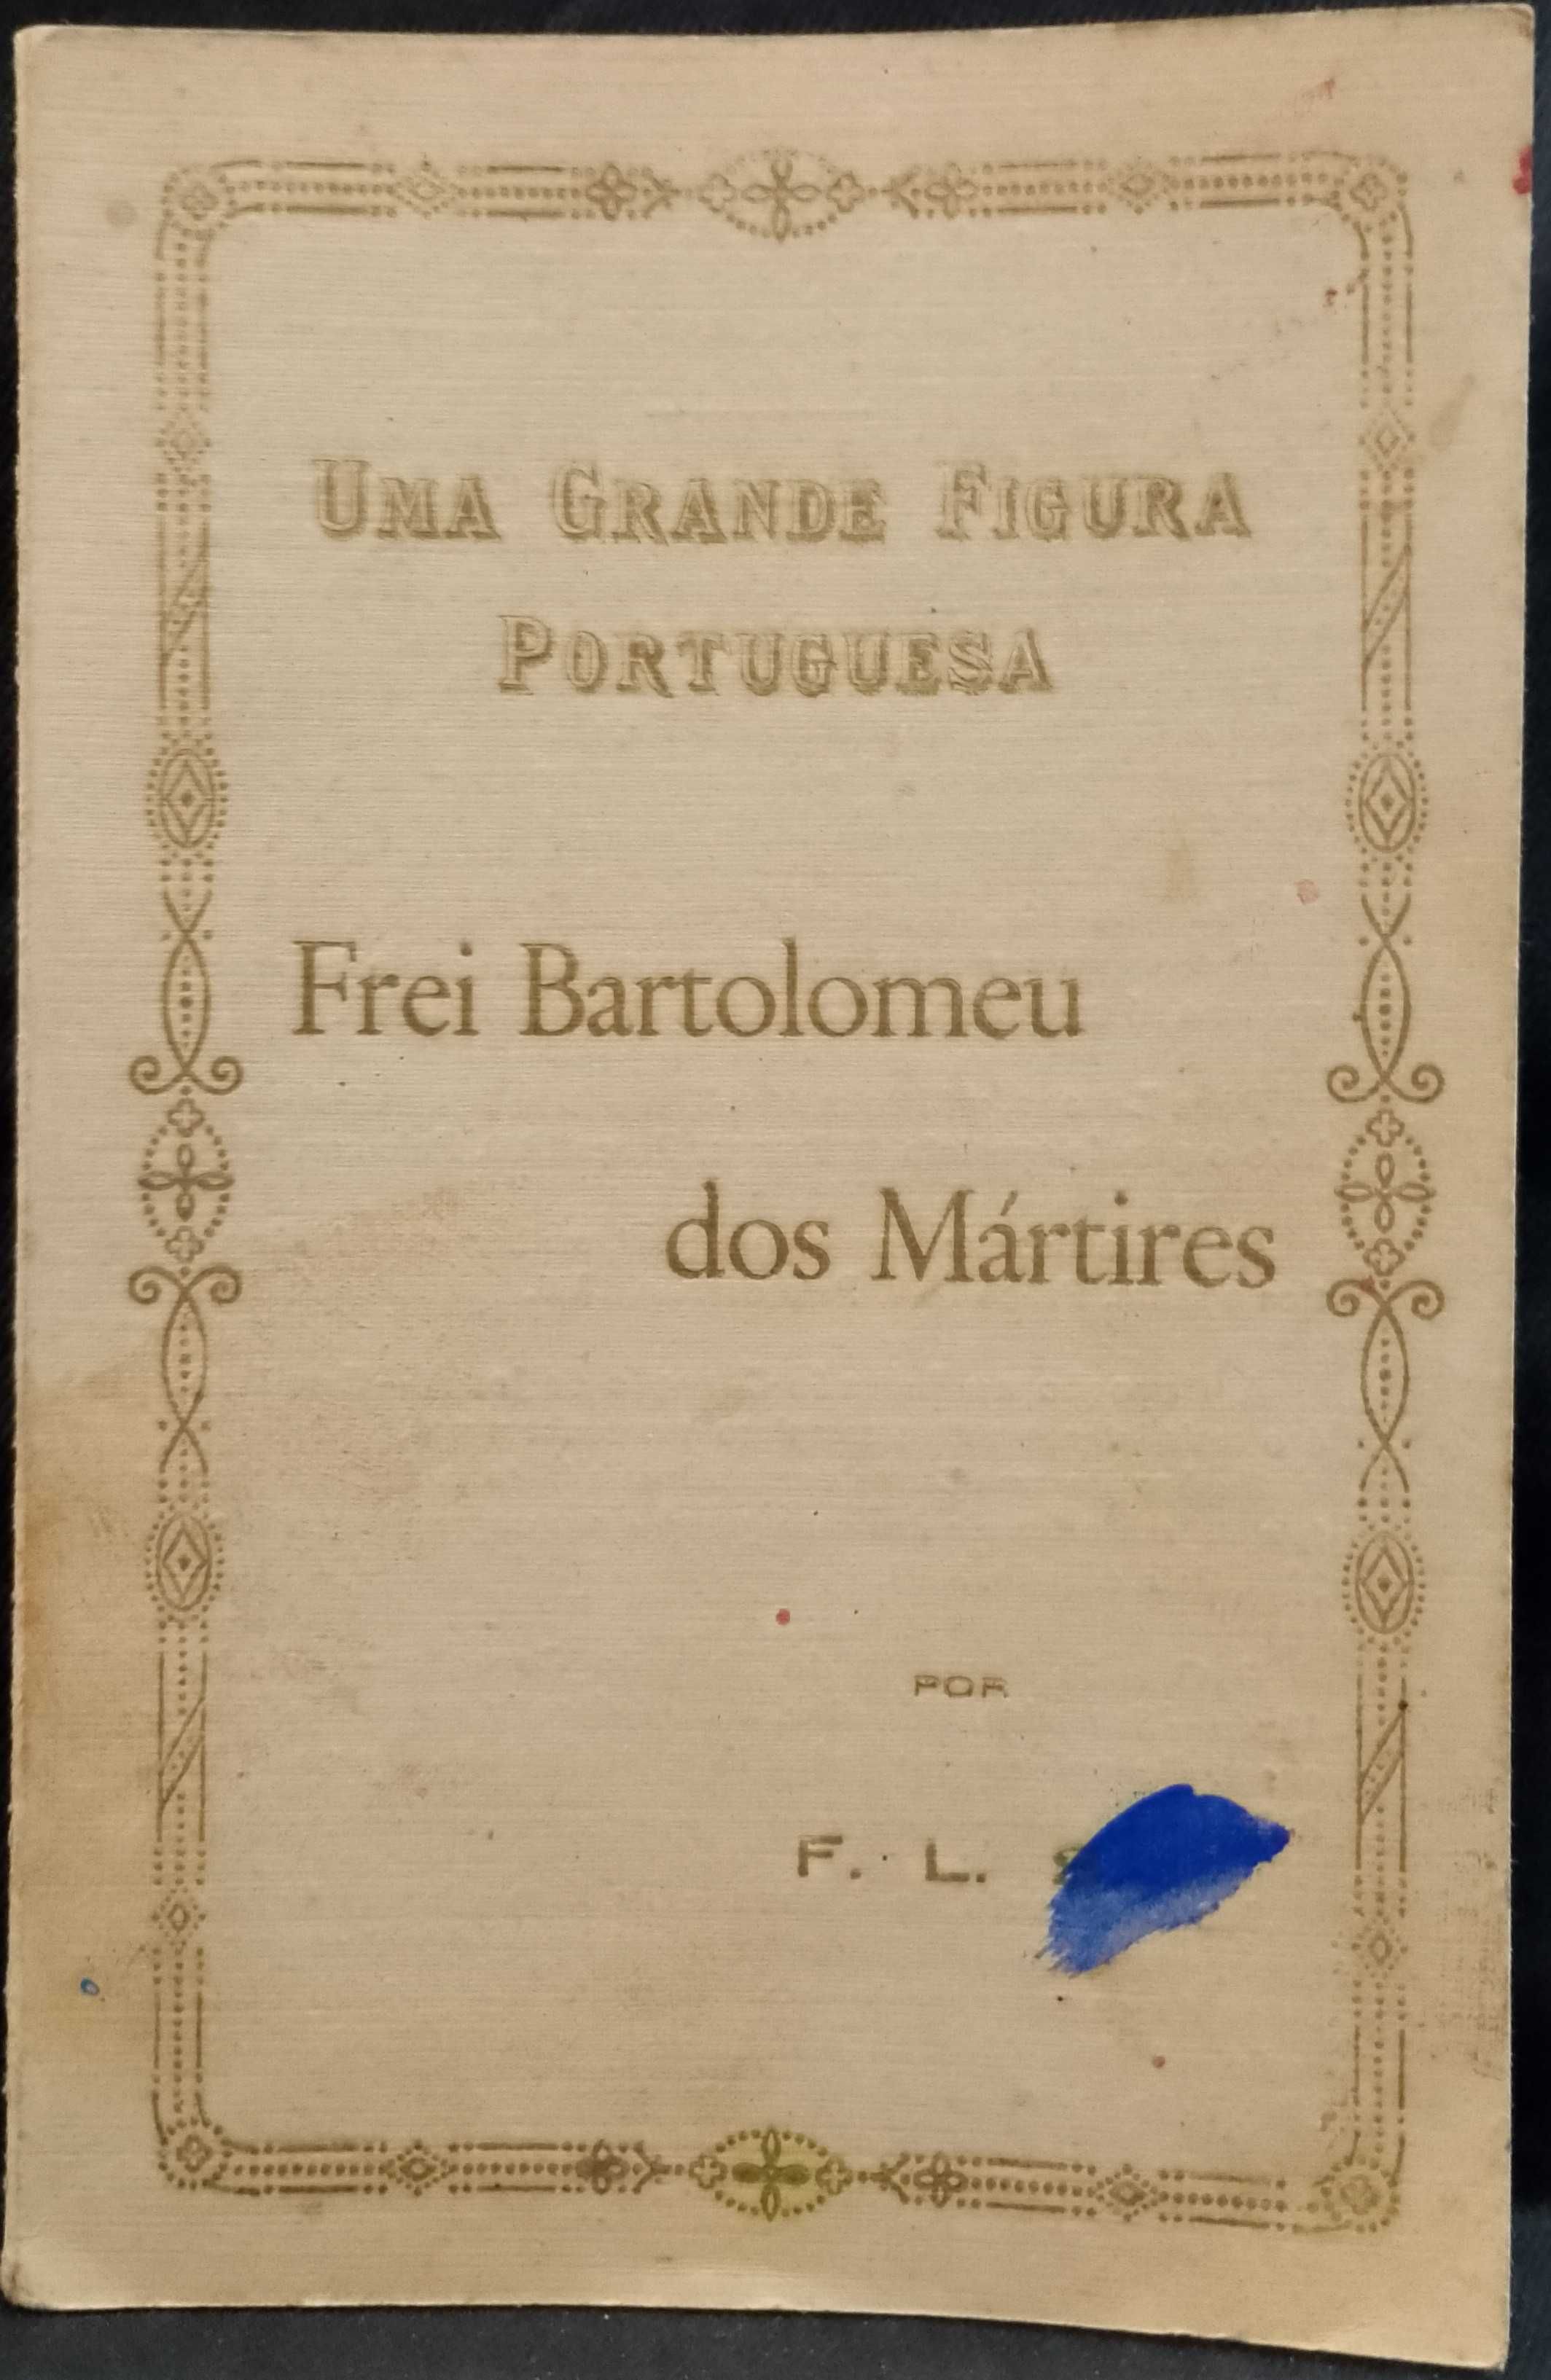 UMA GRANDE FIGURA
PORTUGUESA
Frei Bartolomeu
dos Mártires
POR
F. L.